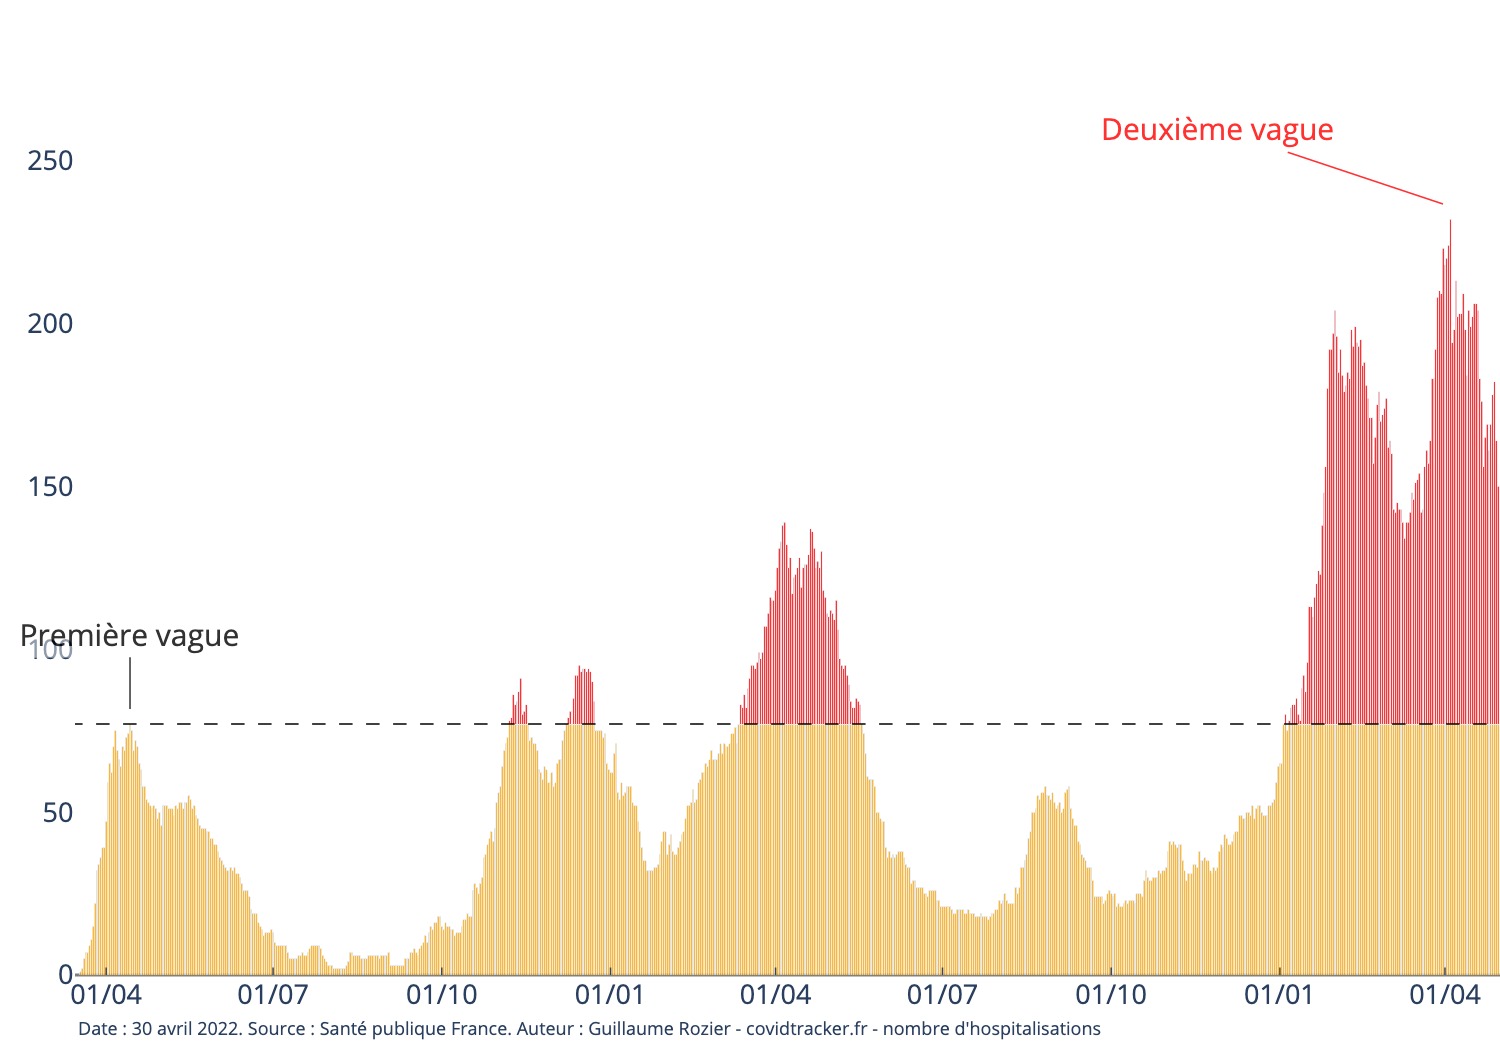 Deuxième vague
250
200
150
Première vague
100
50
0
01/04 01/07 01/10 01/01 01/04 01/07 01/10 01/01 01/04
Date : 30 avril 2022. Source : Santé publique France. Auteur : Guillaume Rozier - covidtracker.fr - nombre d'hospitalisations